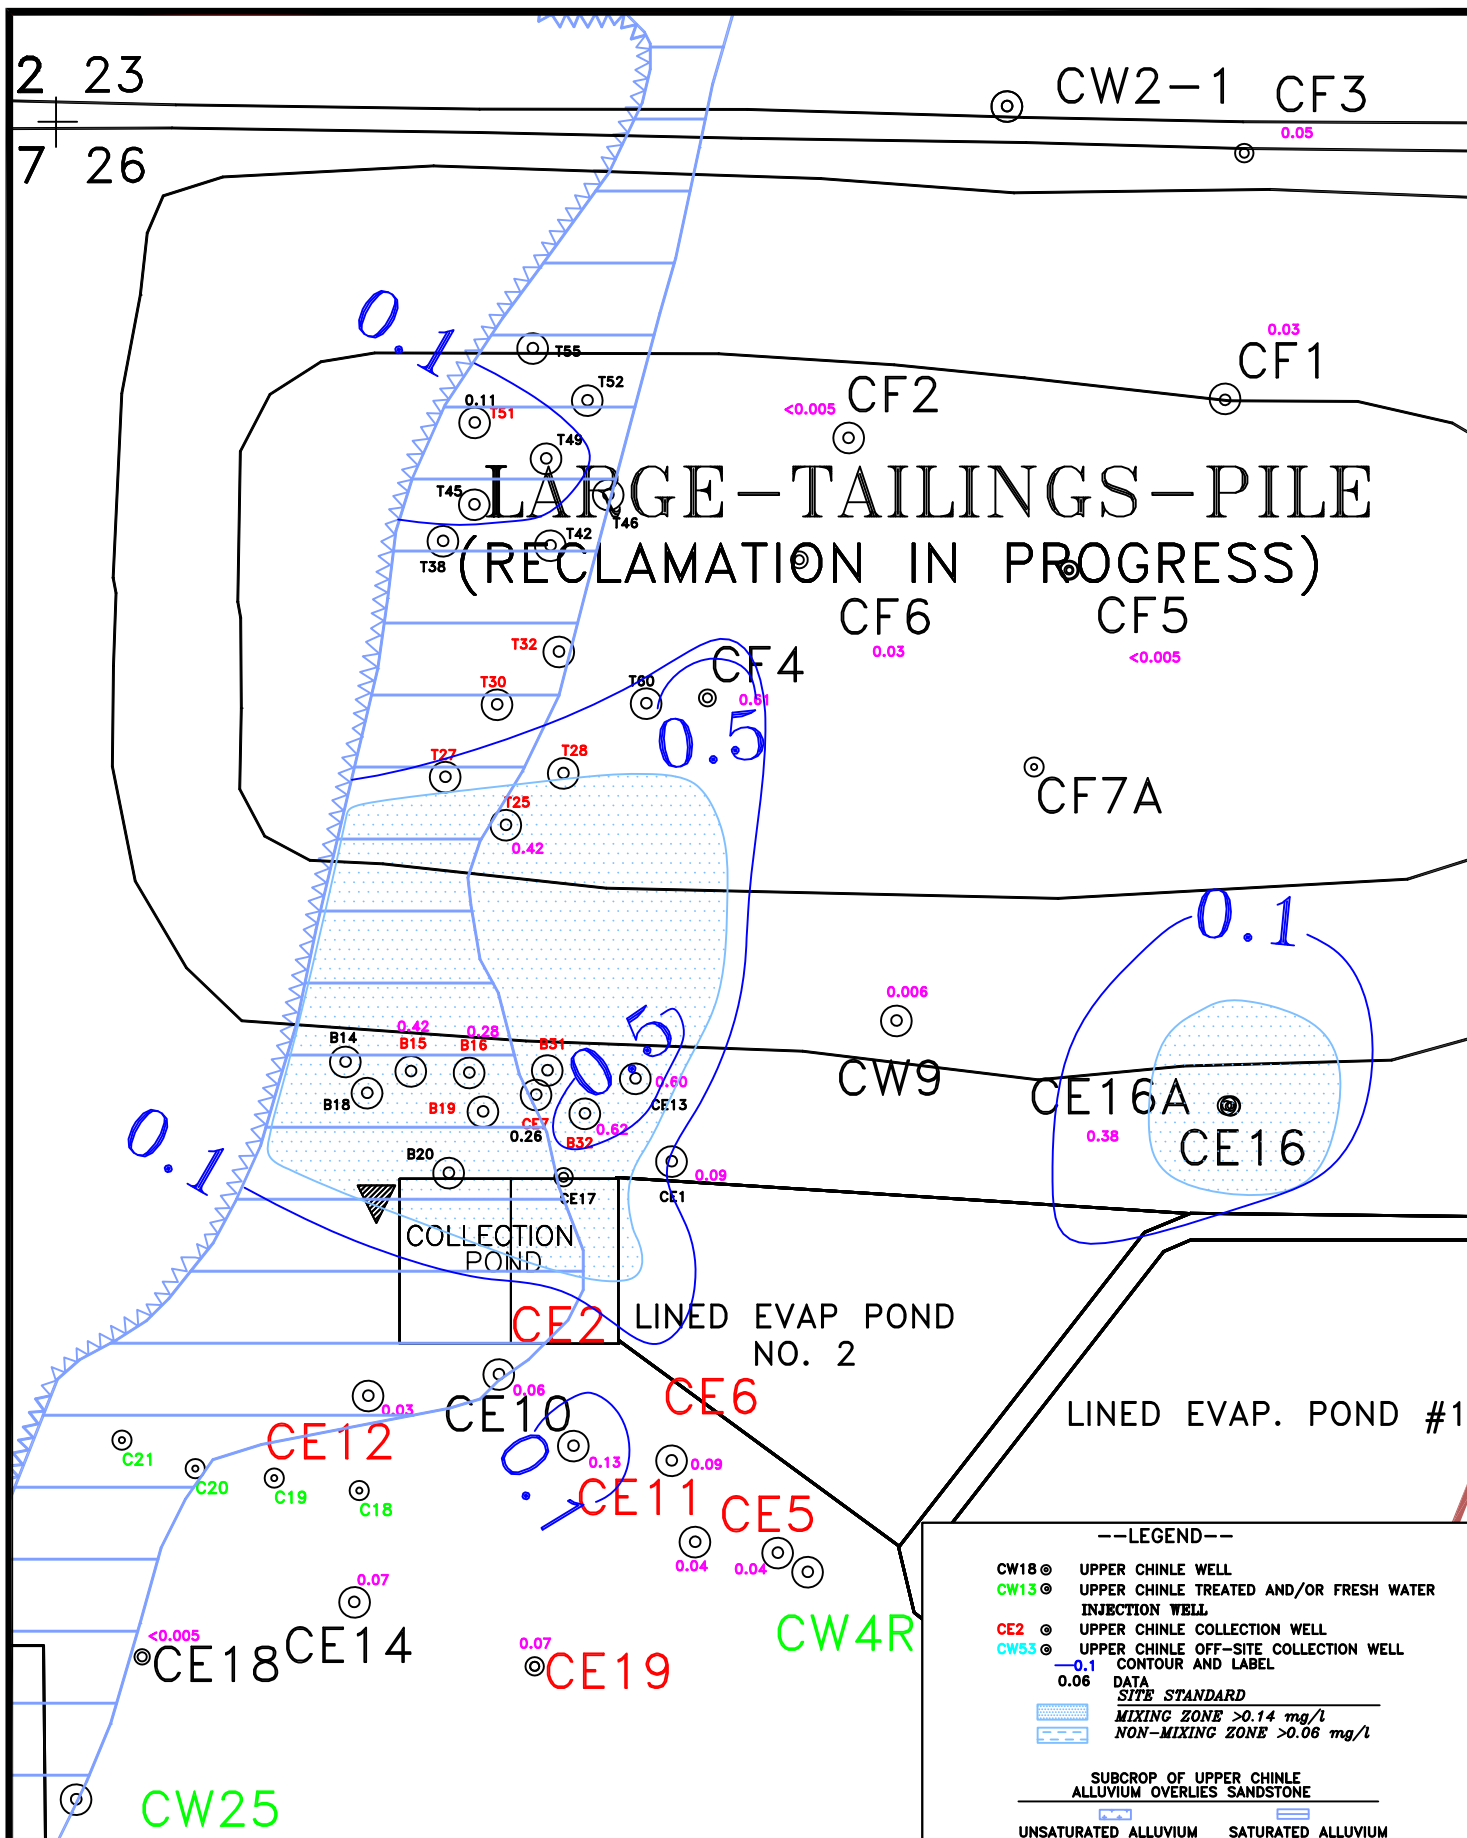 2 23
CW2-1
CF3
0.05
7 26
0.1
0.03
CF1
T55
T52
CF2
<0.005
0.11
T51
T49
LARGE-TAILINGS-PILE
T45
T46
T42
T38
(RECLAMATION IN PROGRESS)
CF6
CF5
0.03
<0.005
T32
CF4
T30
T60
0.61
0.5
T27
T28
CF7A
T25
0.42
0.1
0.006
0.42
0.28
0.5
B14
B15
B16
B31
CW9
0.60
CE13
CE16A
B18
B19
CE7
0.62
0.26
B32
0.38
CE16
0.1
B20
0.09
CE17
CE1
COLLECTION
POND
CE2
LINED EVAP POND
NO. 2
0.06
CE6
0.03
CE10
LINED EVAP. POND #1
CE12
C21
0.1
0.13
0.09
C20
C19
C18
CE11
CE5
0.04
0.04
0.07
<0.005
CE18
CE14
0.07
CE19
CW4R
CW25
--LEGEND--
CW18 UPPER CHINLE WELL
CW13 UPPER CHINLE TREATED AND/OR FRESH WATER
INJECTION WELL
CE2 UPPER CHINLE COLLECTION WELL
CW53 UPPER CHINLE OFF-SITE COLLECTION WELL
0.1 CONTOUR AND LABEL
0.06 DATA
SITE STANDARD
MIXING ZONE >0.14 mg/l
NON-MIXING ZONE >0.06 mg/l
SUBCROP OF UPPER CHINLE
ALLUVIUM OVERLIES SANDSTONE
UNSATURATED ALLUVIUM SATURATED ALLUVIUM